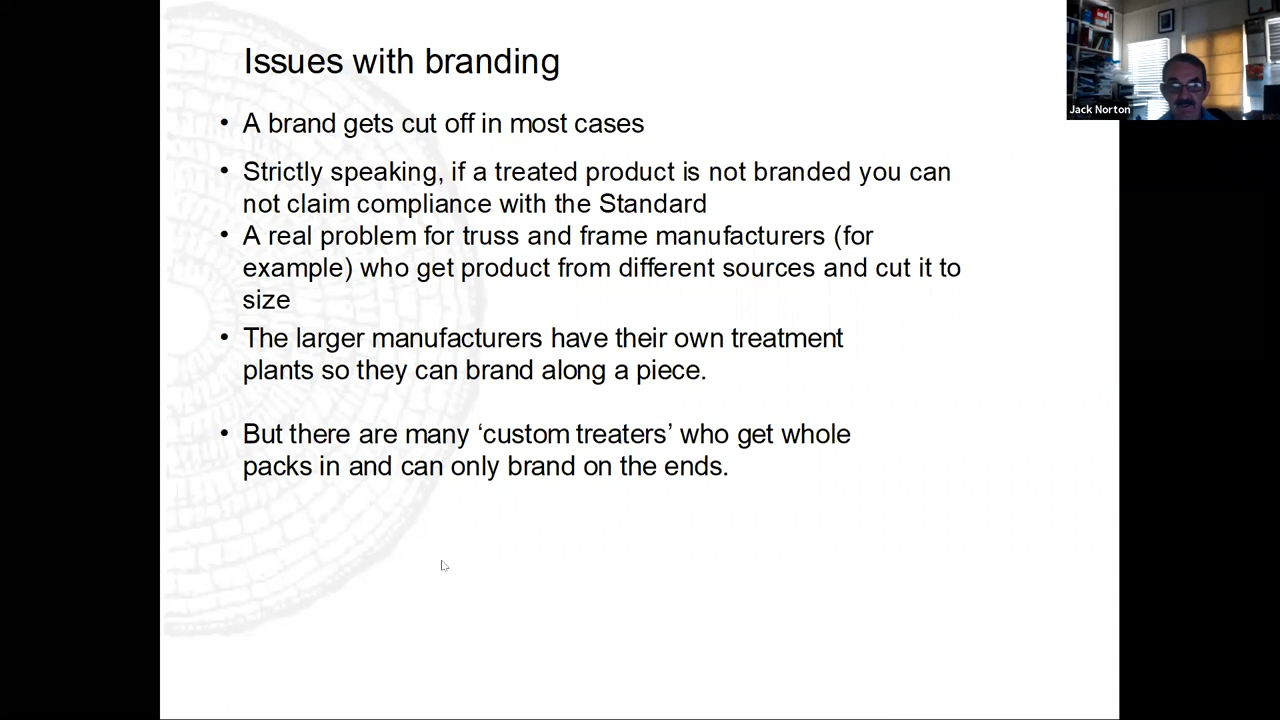 Issues with branding
• A brand gets cut off in most cases
• Strictly speaking, if a treated product is not branded you can
not claim compliance with the Standard
• A real problem for truss and frame manufacturers (for
example) who get product from different sources and cut it to
size
• The larger manufacturers have their own treatment
plants so they can brand along a piece.
• But there are many ‘custom treaters’ who get whole
packs in and can only brand on the ends.
Jack Norton